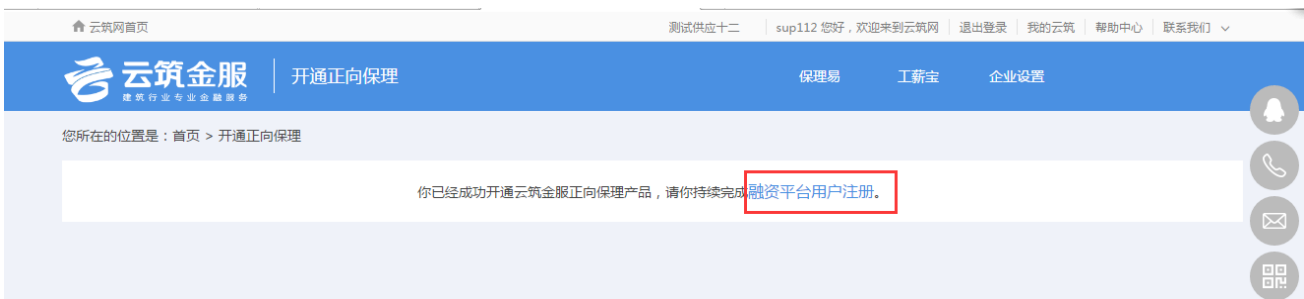 云筑网首页 测试供应十二 sup112 您好，欢迎来到云筑网 退出登录 我的云筑 帮助中心 联系我们
云筑金服 开通正向保理 保理易 工薪宝 企业设置
建筑行业专业金融服务
您所在的位置是：首页 > 开通正向保理
你已经成功开通云筑金服正向保理产品，请你持续完成融资平台用户注册。